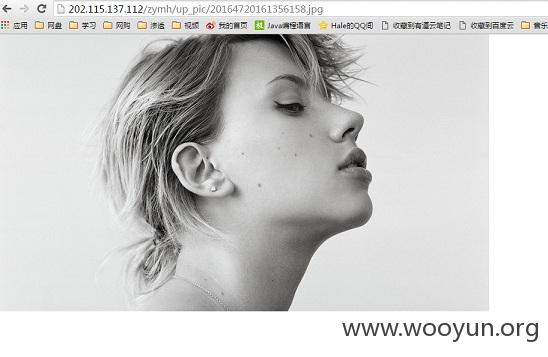 202.115.137.112/zymh/up_pic/20164720161356158.jpg
应用 网盘 学习 网购 渗透 视频 我的首页 Java编程语言 Hale的QQ间 收藏到有道云笔记 收藏到百度云 音乐
www.wooyun.org